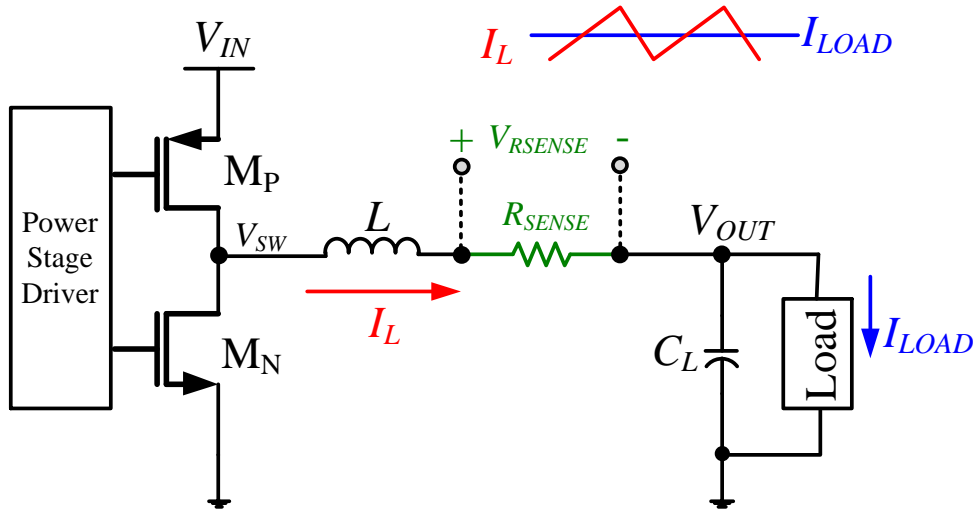 V_IN
I_L
I_LOAD
Power
Stage
Driver
M_P
M_N
V_SW
L
+ V_RSENSE -
R_SENSE
I_L
V_OUT
C_L
Load
I_LOAD